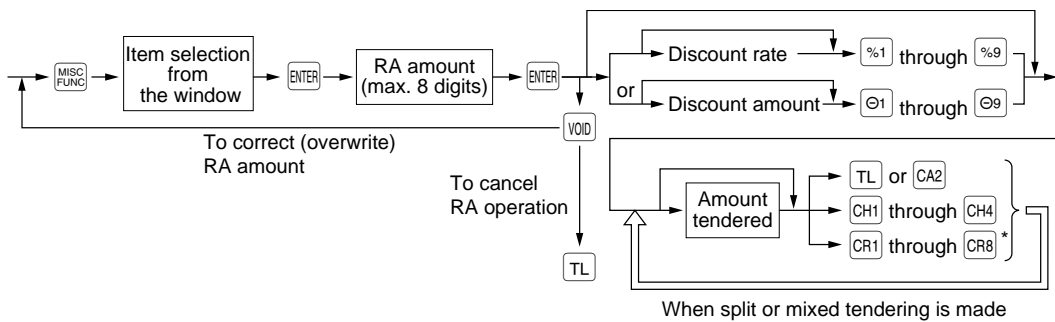 MISC
FUNC
Item selection
from
the window
ENTER
RA amount
(max. 8 digits)
ENTER
Discount rate
%1 through %9
or
Discount amount
⊖1 through ⊖9
VOID
To correct (overwrite)
RA amount
To cancel
RA operation
TL
Amount
tendered
TL or CA2
CH1 through CH4
CR1 through CR8 *
When split or mixed tendering is made